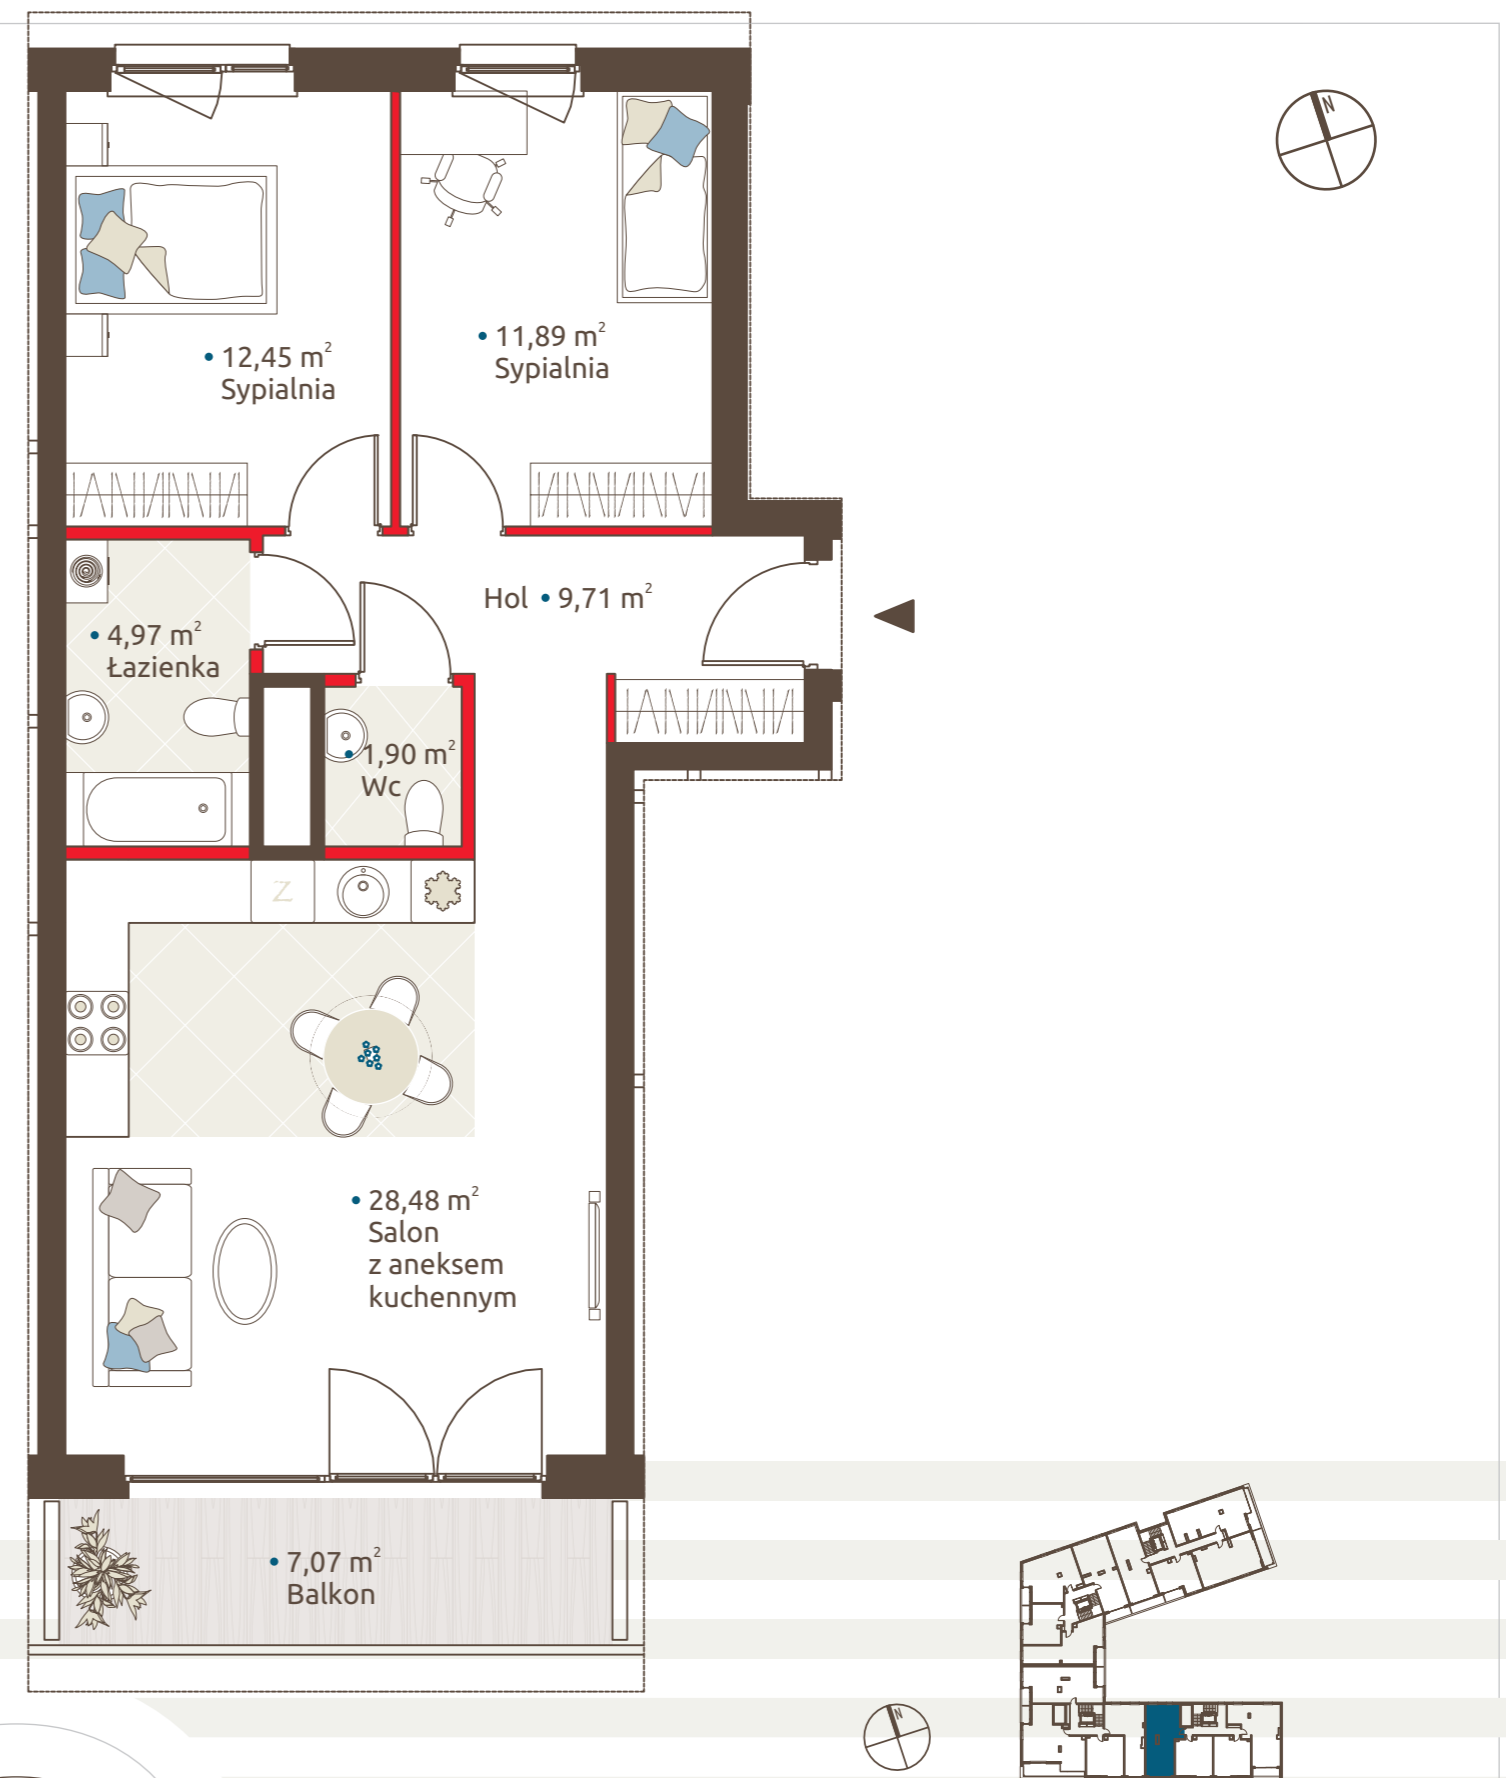 N
• 12,45 m²
Sypialnia
• 11,89 m²
Sypialnia
Hol • 9,71 m²
• 4,97 m²
Łazienka
• 1,90 m²
Wc
Z
• 28,48 m²
Salon
z aneksem
kuchennym
• 7,07 m²
Balkon
N